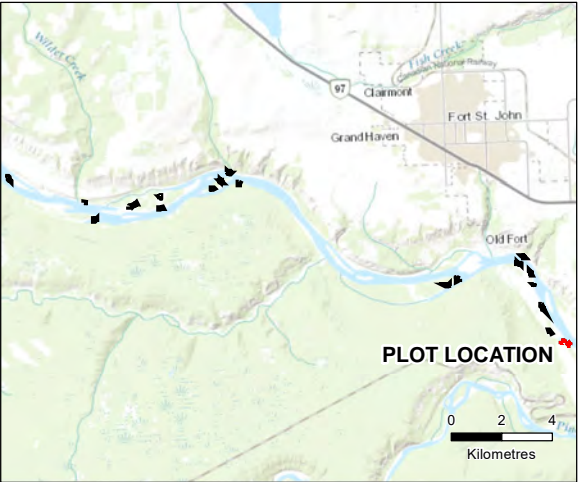 Wilder Creek
Fish Creek
Canadian National Railway
97
Clairmont
Fort St. John
Grand Haven
Old Fort
PLOT LOCATION
0 2 4
Kilometres